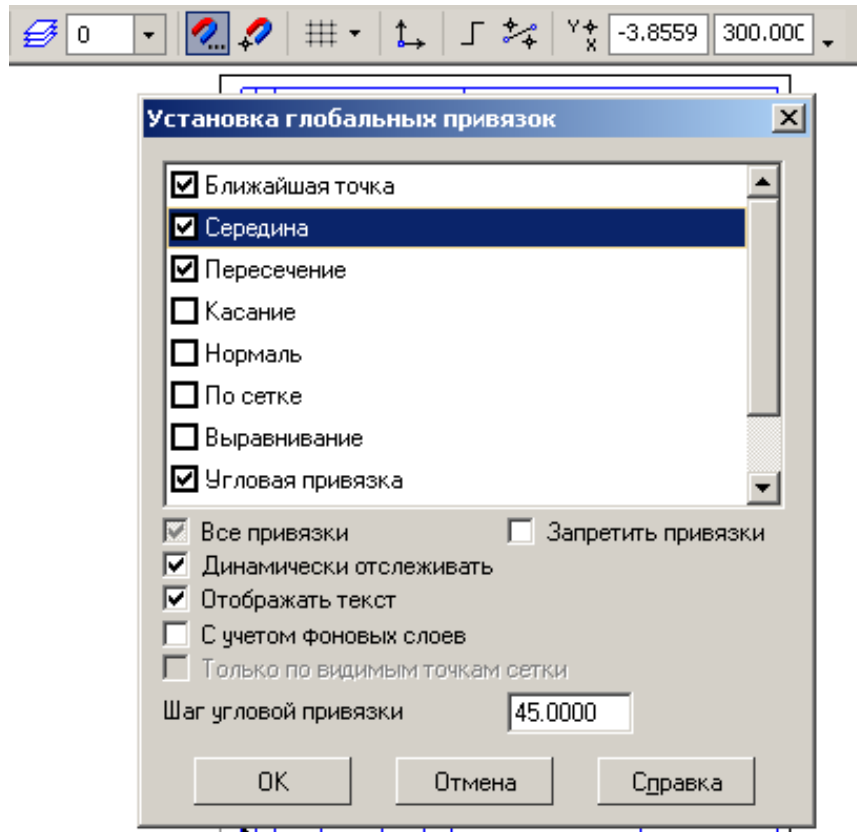 0 Y X -3.8559 300.000
Установка глобальных привязок
Ближайшая точка
Середина
Пересечение
Касание
Нормаль
По сетке
Выравнивание
Угловая привязка
Все привязки Запретить привязки
Динамически отслеживать
Отображать текст
С учетом фоновых слоев
Только по видимым точкам сетки
Шаг угловой привязки 45.0000
OK Отмена Справка